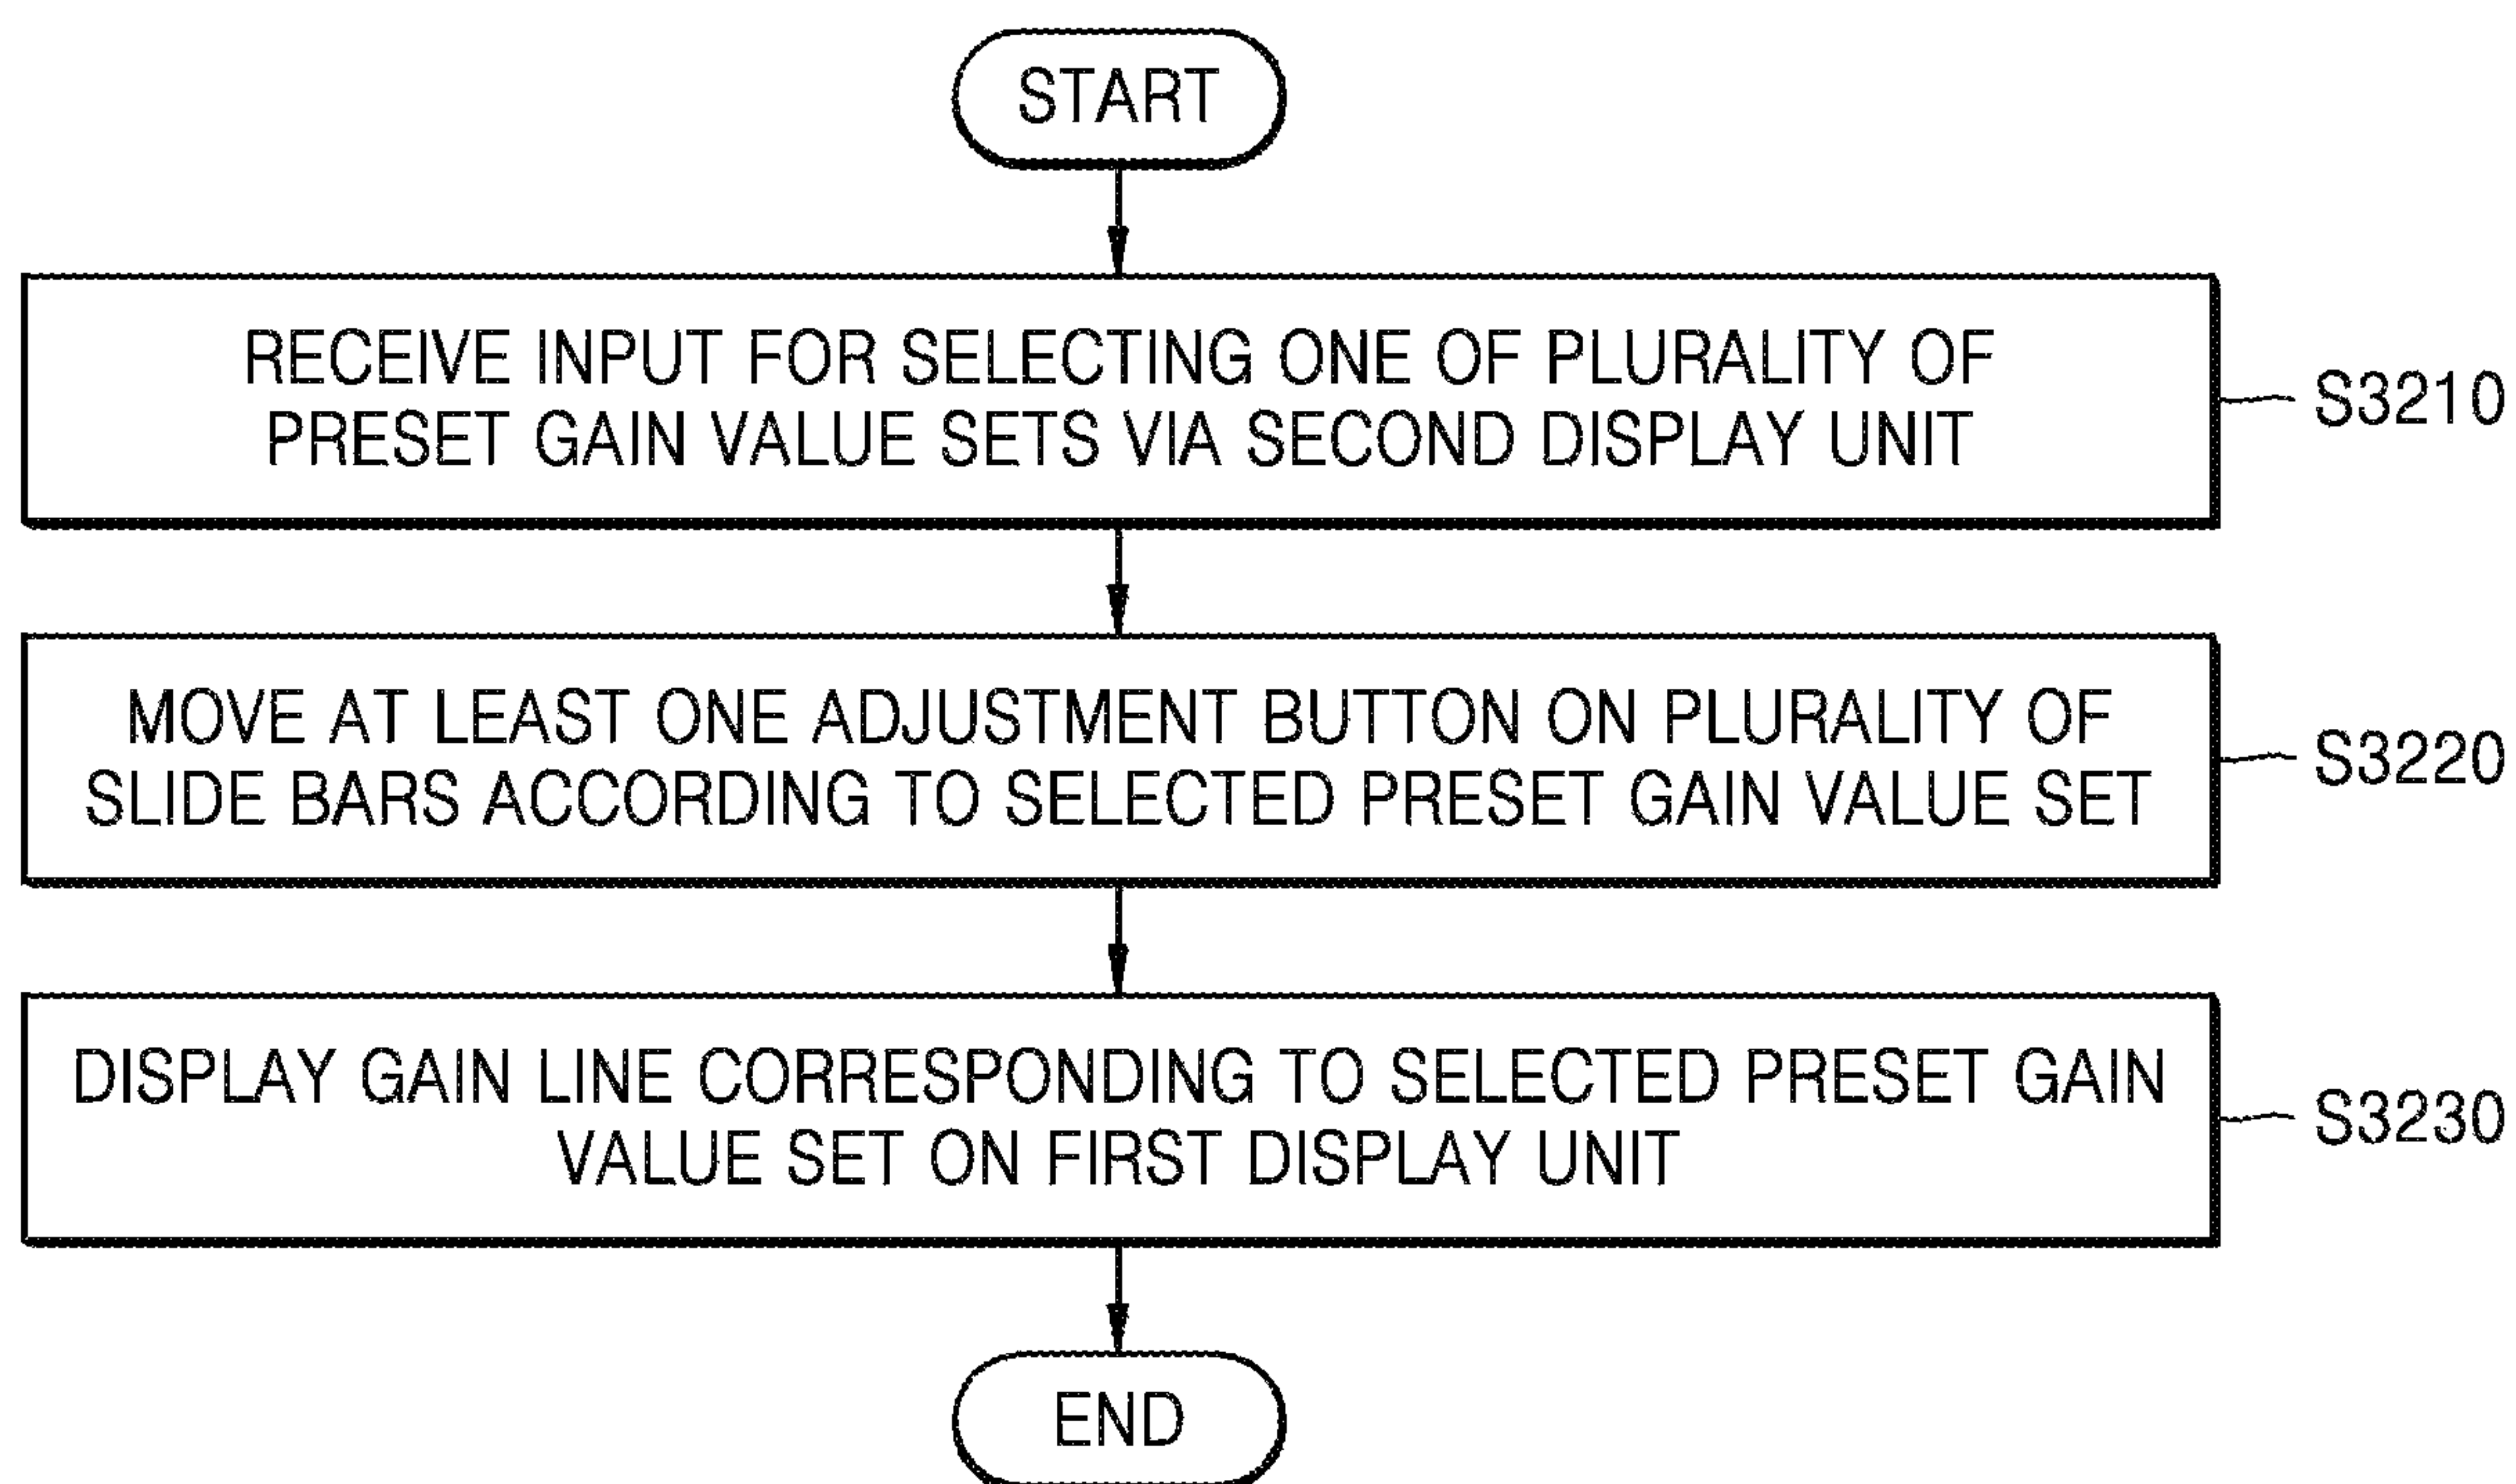 START
RECEIVE INPUT FOR SELECTING ONE OF PLURALITY OF
PRESET GAIN VALUE SETS VIA SECOND DISPLAY UNIT
S3210
MOVE AT LEAST ONE ADJUSTMENT BUTTON ON PLURALITY OF
SLIDE BARS ACCORDING TO SELECTED PRESET GAIN VALUE SET
S3220
DISPLAY GAIN LINE CORRESPONDING TO SELECTED PRESET GAIN
VALUE SET ON FIRST DISPLAY UNIT
S3230
END